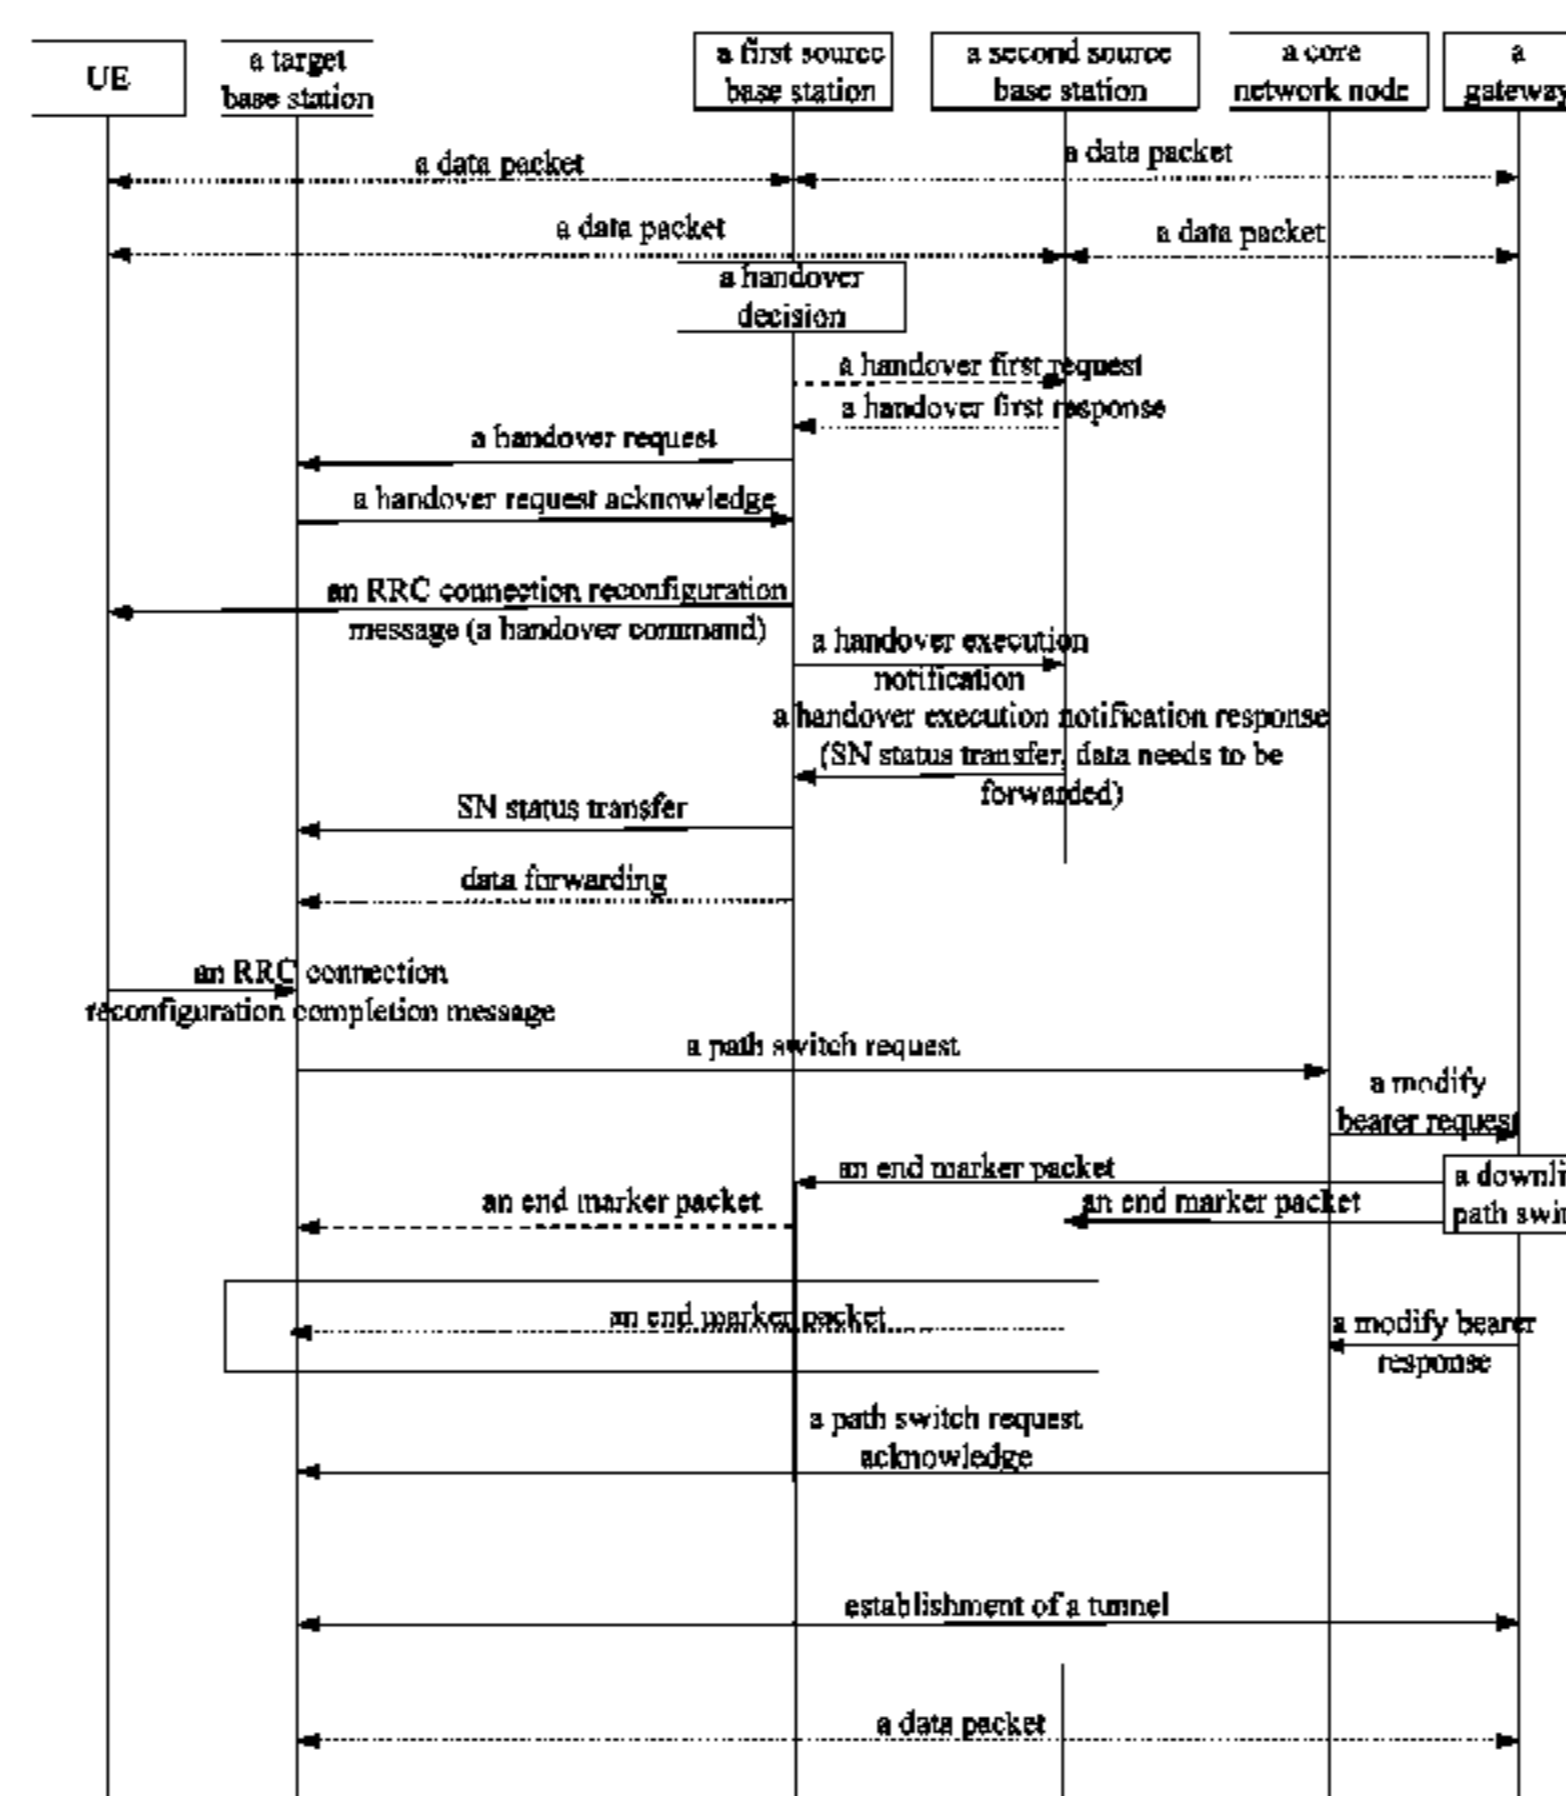 UE
a target
base station
a first source
base station
a second source
base station
a core
network node
a
gateway
a data packet
a data packet
a data packet
a data packet
a handover
decision
a handover first request
a handover first response
a handover request
a handover request acknowledge
an RRC connection reconfiguration
message (a handover command)
a handover execution
notification
a handover execution notification response
(SN status transfer, data needs to be
forwarded)
SN status transfer
data forwarding
an RRC connection
reconfiguration completion message
a path switch request
a modify
bearer request
an end marker packet
a downli
path swi
an end marker packet
an end marker packet
an end marker packet
a modify bearer
response
a path switch request
acknowledge
establishment of a tunnel
a data packet